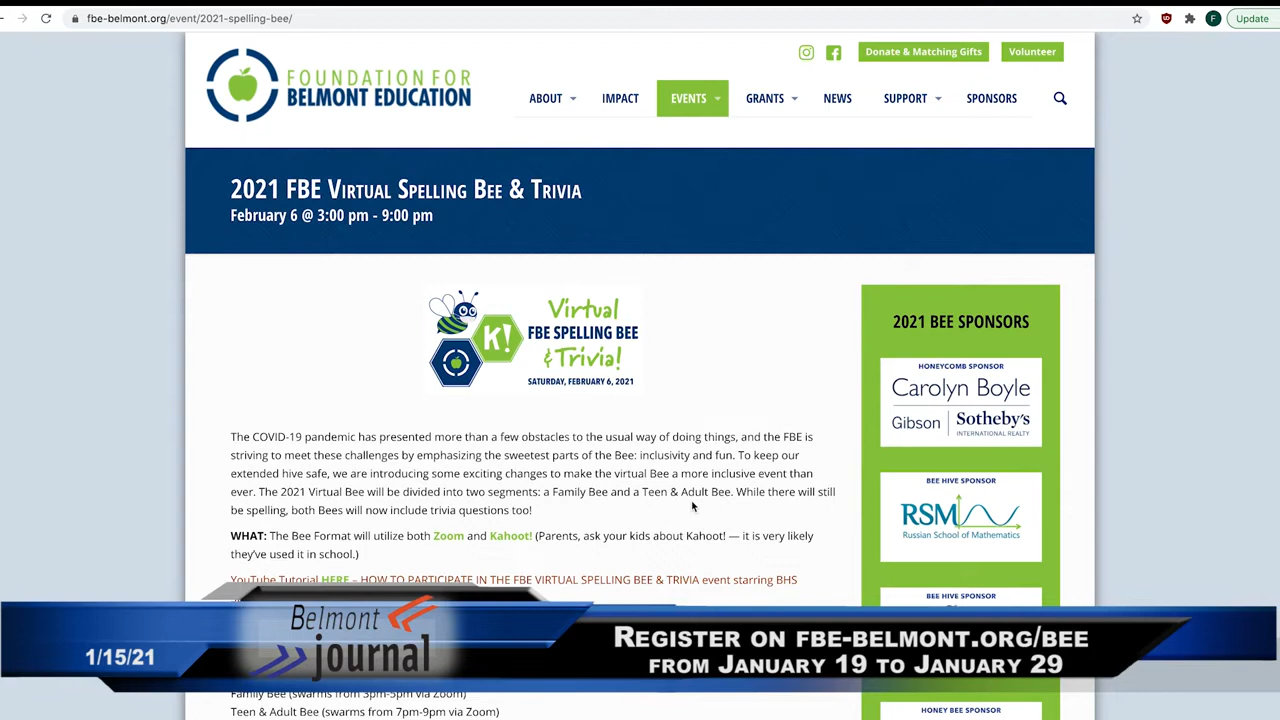 fbe-belmont.org/event/2021-spelling-bee/
F
Update
Donate & Matching Gifts
Volunteer
FOUNDATION FOR
BELMONT EDUCATION
ABOUT
IMPACT
EVENTS
GRANTS
NEWS
SUPPORT
SPONSORS
2021 FBE Virtual Spelling Bee & Trivia
February 6 @ 3:00 pm - 9:00 pm
Virtual
K!
FBE SPELLING BEE
& Trivia!
SATURDAY, FEBRUARY 6, 2021
The COVID-19 pandemic has presented more than a few obstacles to the usual way of doing things, and the FBE is
striving to meet these challenges by emphasizing the sweetest parts of the Bee: inclusivity and fun. To keep our
extended hive safe, we are introducing some exciting changes to make the virtual Bee a more inclusive event than
ever. The 2021 Virtual Bee will be divided into two segments: a Family Bee and a Teen & Adult Bee. While there will still
be spelling, both Bees will now include trivia questions too!
WHAT: The Bee Format will utilize both Zoom and Kahoot! (Parents, ask your kids about Kahoot! — it is very likely
they've used it in school.)
YouTube Tutorial HERE – HOW TO PARTICIPATE IN THE FBE VIRTUAL SPELLING BEE & TRIVIA event starring BHS
Family Bee (swarms from 3pm-5pm via Zoom)
Teen & Adult Bee (swarms from 7pm-9pm via Zoom)
2021 BEE SPONSORS
HONEYCOMB SPONSOR
Carolyn Boyle
Gibson | Sotheby's
INTERNATIONAL REALTY
BEE HIVE SPONSOR
RSM
Russian School of Mathematics
BEE HIVE SPONSOR
HONEY BEE SPONSOR
1/15/21
Belmont
journal
Register on fbe-belmont.org/bee
from January 19 to January 29